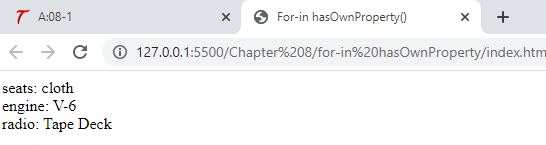 A:08-1
For-in hasOwnProperty()
127.0.0.1:5500/Chapter%208/for-in%20hasOwnProperty/index.htm
seats: cloth
engine: V-6
radio: Tape Deck